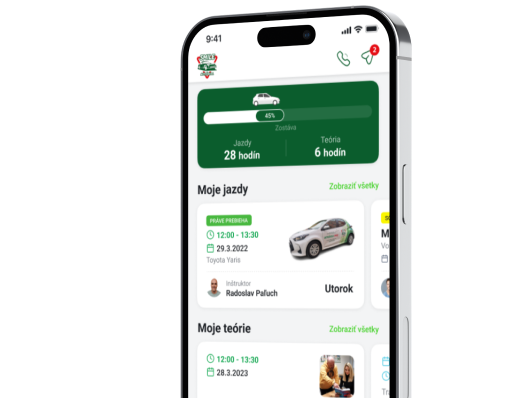 9:41
2
45%
Zostáva
Jazdy
28 hodín
Teória
6 hodín
Moje jazdy
Zobraziť všetky
PRÁVE PREBIEHA
12:00 - 13:30
29.3.2022
Toyota Yaris
Inštruktor
Radoslav Paľuch
Utorok
Moje teórie
Zobraziť všetky
12:00 - 13:30
28.3.2023